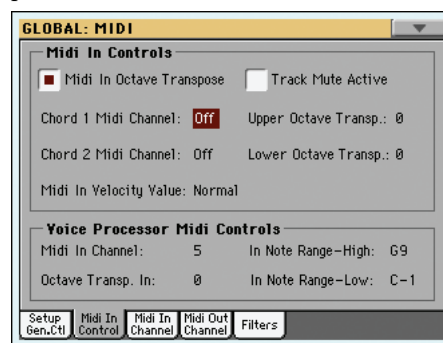 GLOBAL: MIDI
Midi In Controls
Midi In Octave Transpose Track Mute Active
Chord 1 Midi Channel: Off Upper Octave Transp.: 0
Chord 2 Midi Channel: Off Lower Octave Transp.: 0
Midi In Velocity Value: Normal
Voice Processor Midi Controls
Midi In Channel: 5 In Note Range-High: G9
Octave Transp. In: 0 In Note Range-Low: C-1
Setup Gen.Ctl Midi In Control Midi In Channel Midi Out Channel Filters